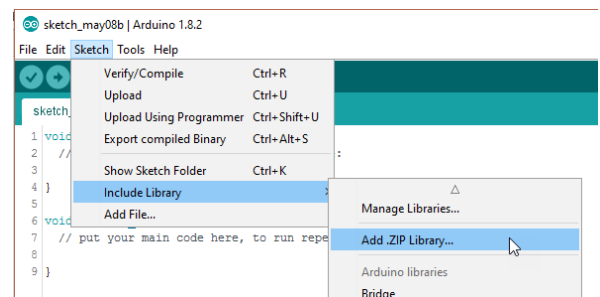 sketch_may08b | Arduino 1.8.2
File Edit Sketch Tools Help
Verify/Compile Ctrl+R
Upload Ctrl+U
Upload Using Programmer Ctrl+Shift+U
Export compiled Binary Ctrl+Alt+S
Show Sketch Folder Ctrl+K
Include Library
Add File...
Manage Libraries...
Add .ZIP Library...
Arduino libraries
Bridge
sketch_
1 void
2 // :
3
4 }
5
6 void
7 // put your main code here, to run repe
8
9 }